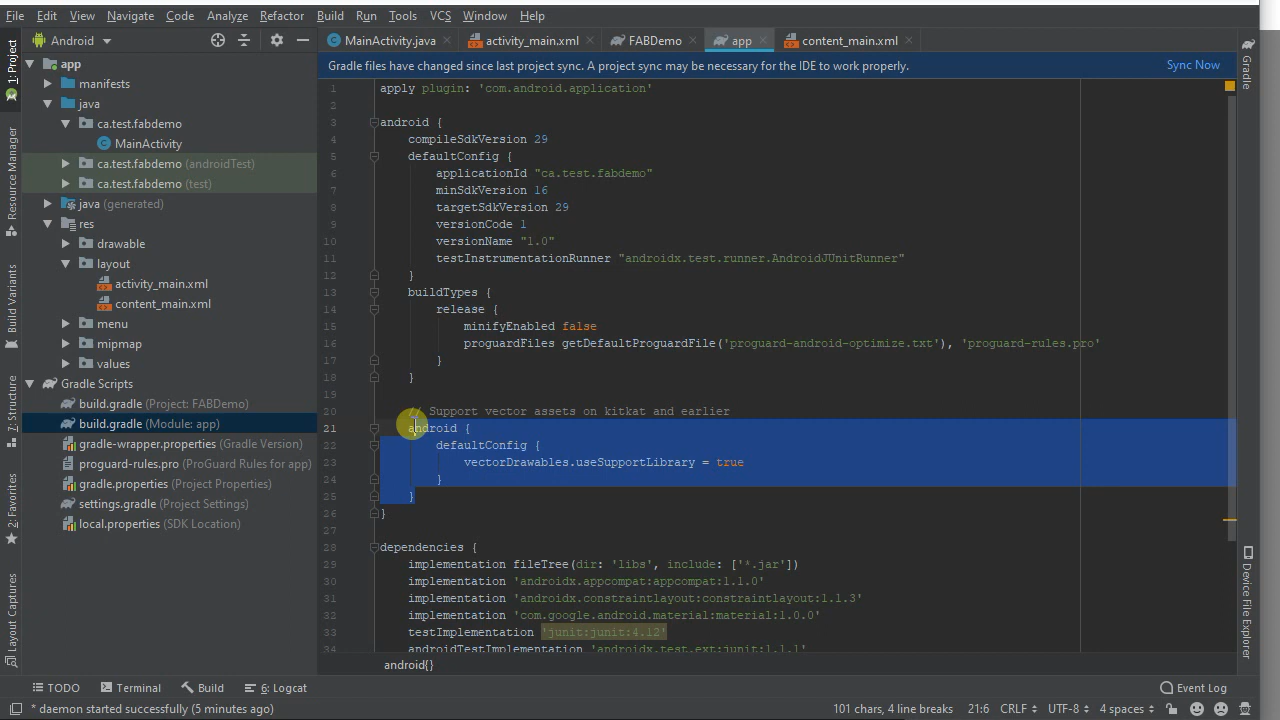 File Edit View Navigate Code Analyze Refactor Build Run Tools VCS Window Help
Android
MainActivity.java
activity_main.xml
FABDemo
app
content_main.xml
Gradle files have changed since last project sync. A project sync may be necessary for the IDE to work properly.
Sync Now
1: Project
Resource Manager
Build Variants
7: Structure
2: Favorites
Layout Captures
app
manifests
java
ca.test.fabdemo
MainActivity
ca.test.fabdemo (androidTest)
ca.test.fabdemo (test)
java (generated)
res
drawable
layout
activity_main.xml
content_main.xml
menu
mipmap
values
Gradle Scripts
build.gradle (Project: FABDemo)
build.gradle (Module: app)
gradle-wrapper.properties (Gradle Version)
proguard-rules.pro (ProGuard Rules for app)
gradle.properties (Project Properties)
settings.gradle (Project Settings)
local.properties (SDK Location)
1 apply plugin: 'com.android.application'
2
3 android {
4 compileSdkVersion 29
5 defaultConfig {
6 applicationId "ca.test.fabdemo"
7 minSdkVersion 16
8 targetSdkVersion 29
9 versionCode 1
10 versionName "1.0"
11 testInstrumentationRunner "androidx.test.runner.AndroidJUnitRunner"
12 }
13 buildTypes {
14 release {
15 minifyEnabled false
16 proguardFiles getDefaultProguardFile('proguard-android-optimize.txt'), 'proguard-rules.pro'
17 }
18 }
19
20 // Support vector assets on kitkat and earlier
21 android {
22 defaultConfig {
23 vectorDrawables.useSupportLibrary = true
24 }
25 }
26 }
27
28 dependencies {
29 implementation fileTree(dir: 'libs', include: ['*.jar'])
30 implementation 'androidx.appcompat:appcompat:1.1.0'
31 implementation 'androidx.constraintlayout:constraintlayout:1.1.3'
32 implementation 'com.google.android.material:material:1.0.0'
33 testImplementation 'junit:junit:4.12'
34 androidTestImplementation 'androidx.test.ext:junit:1.1.1'
android{}
Gradle
Device File Explorer
TODO
Terminal
Build
6: Logcat
Event Log
* daemon started successfully (5 minutes ago)
101 chars, 4 line breaks 21:6 CRLF UTF-8 4 spaces